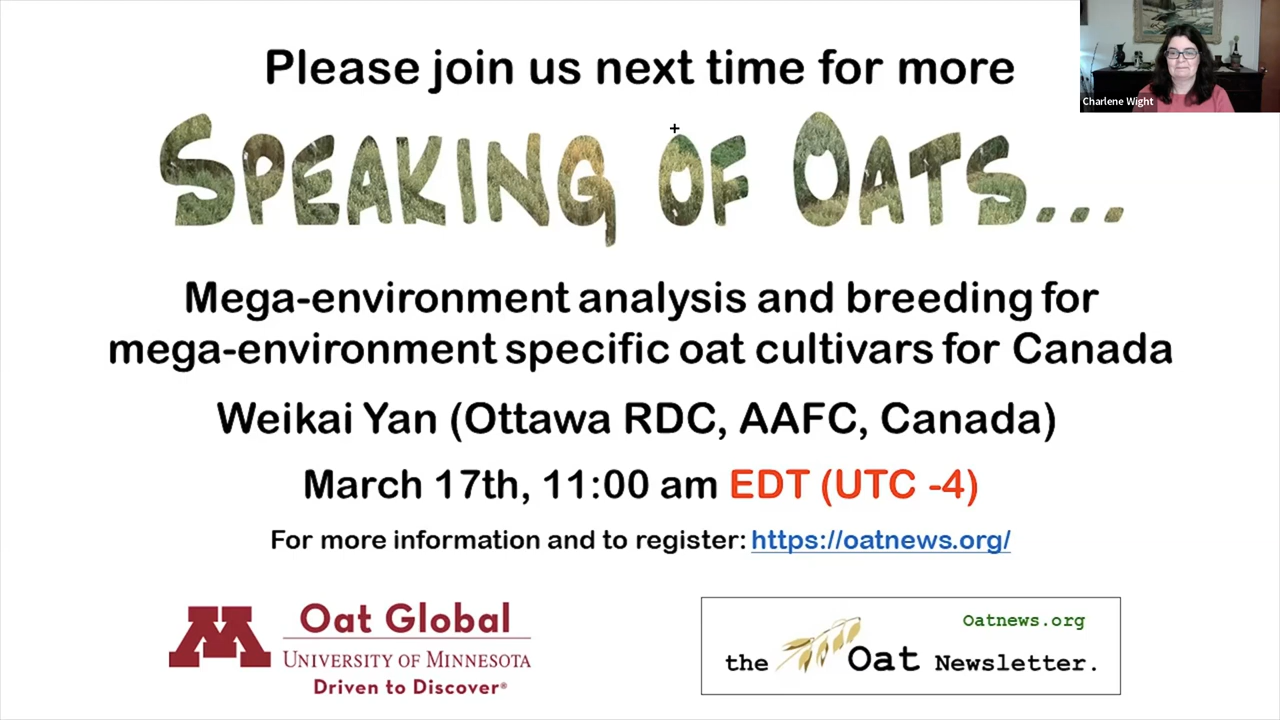 Please join us next time for more
Charlene Wight
SPEAKING OF OATS...
Mega-environment analysis and breeding for
mega-environment specific oat cultivars for Canada
Weikai Yan (Ottawa RDC, AAFC, Canada)
March 17th, 11:00 am EDT (UTC -4)
For more information and to register: https://oatnews.org/
M
Oat Global
UNIVERSITY OF MINNESOTA
Driven to Discover®
Oatnews.org
the Oat Newsletter.